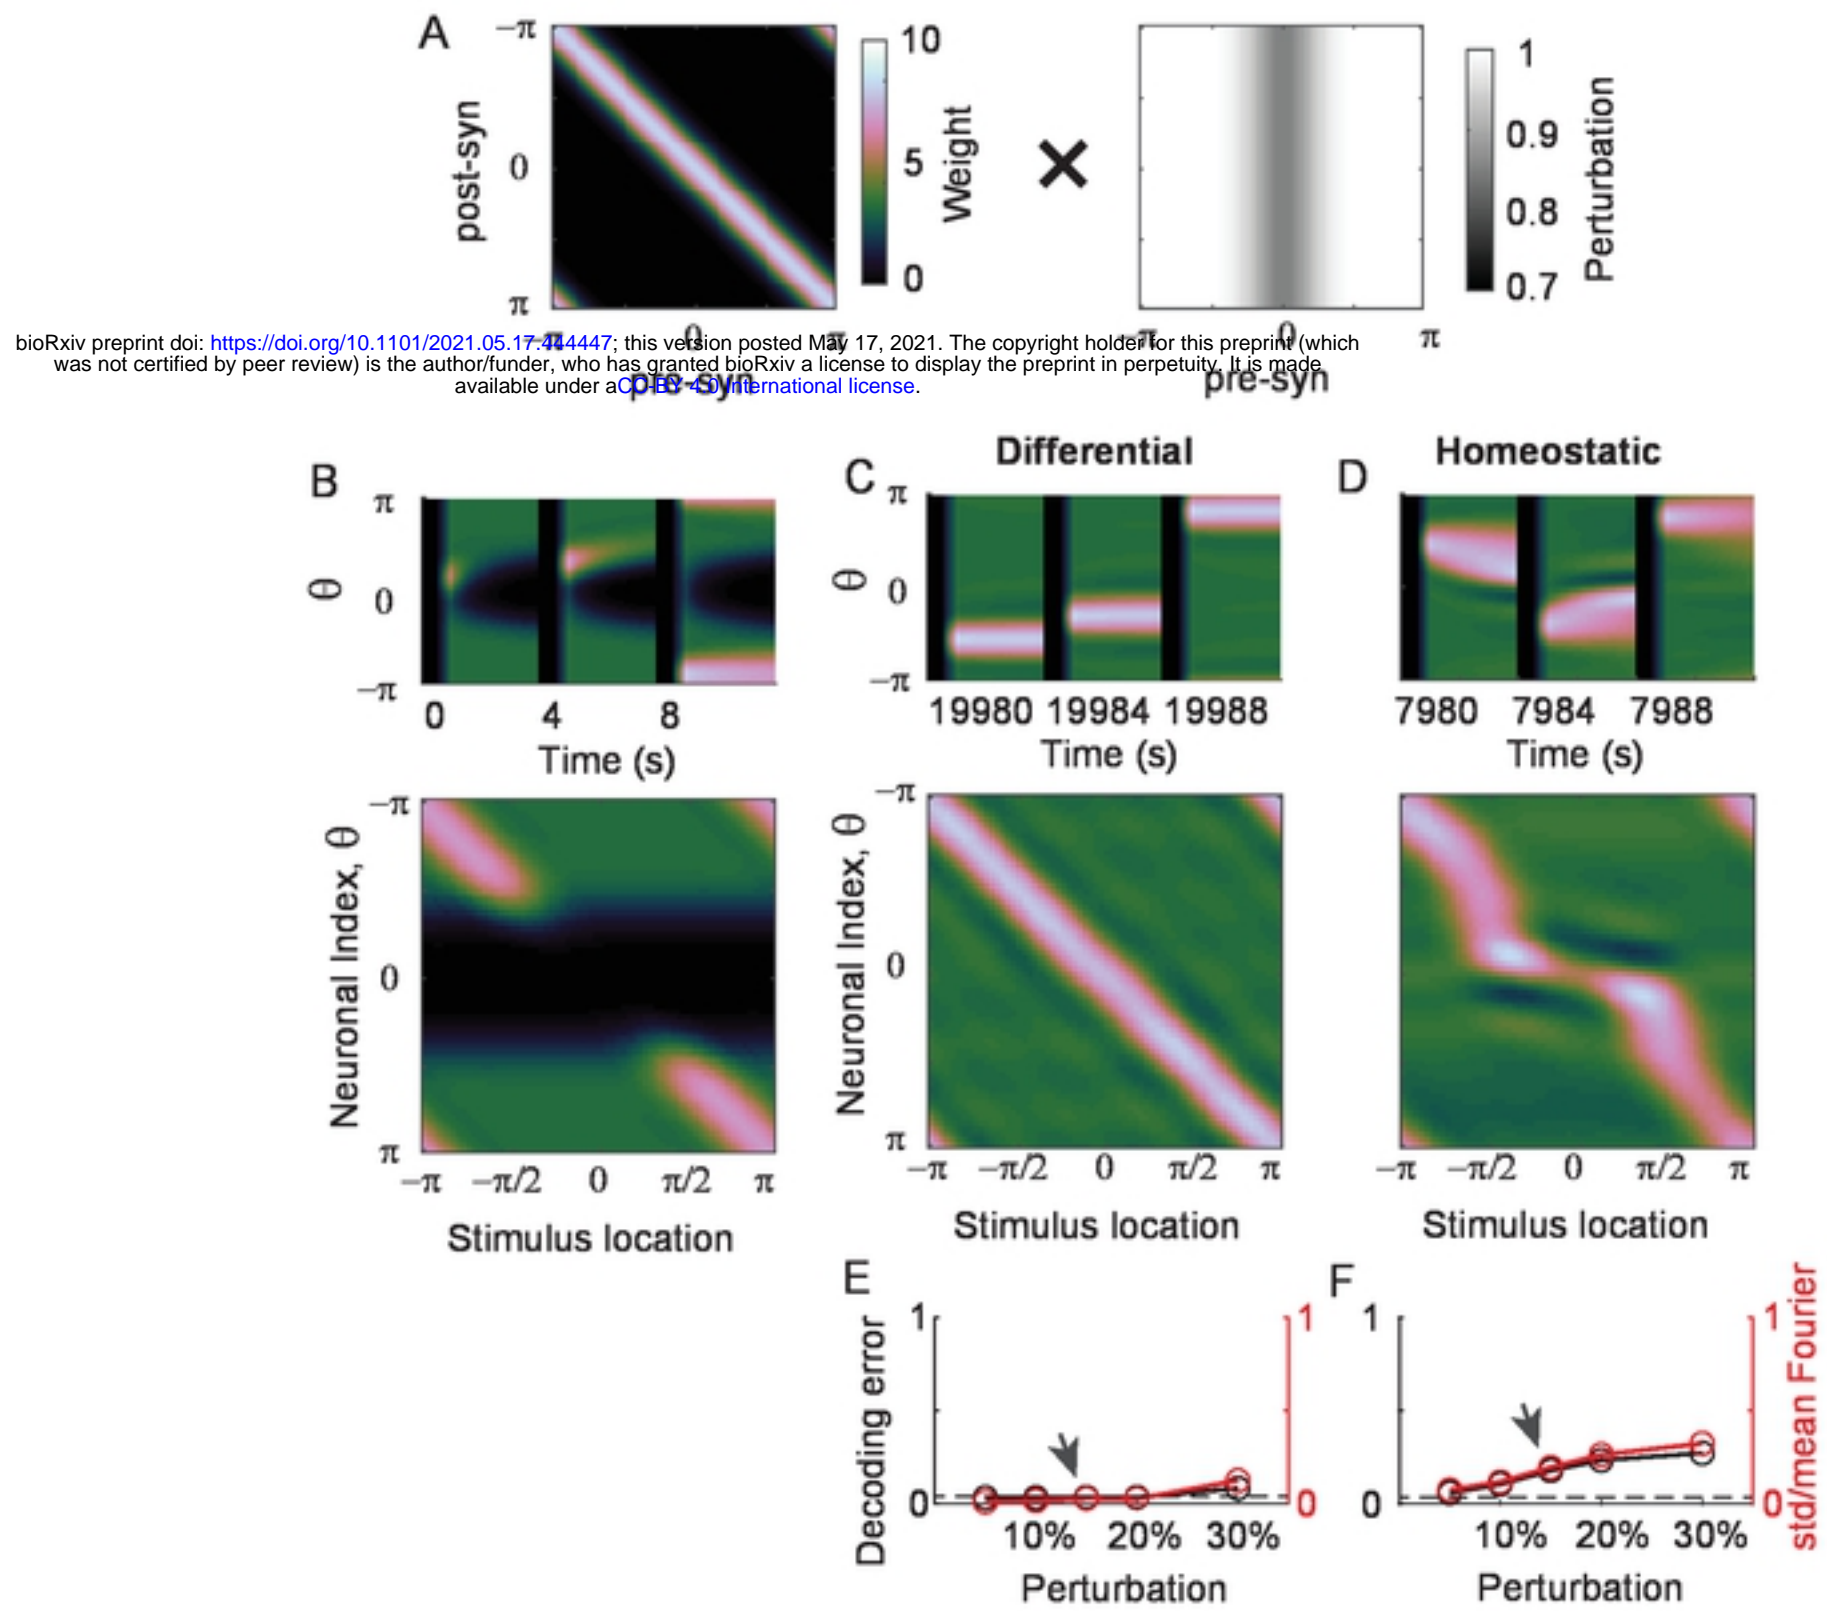 A
−π
0
π
post-syn
−π
0
π
pre-syn
10
5
0
Weight
×
−π
0
π
pre-syn
1
0.9
0.8
0.7
Perturbation
bioRxiv preprint doi: https://doi.org/10.1101/2021.05.17.444447; this version posted May 17, 2021. The copyright holder for this preprint (which
was not certified by peer review) is the author/funder, who has granted bioRxiv a license to display the preprint in perpetuity. It is made
available under aCC-BY 4.0 International license.
B
π
0
−π
θ
0 4 8
Time (s)
−π
0
π
Neuronal Index, θ
−π −π/2 0 π/2 π
Stimulus location
Differential
C
π
0
−π
θ
19980 19984 19988
Time (s)
−π
0
π
Neuronal Index, θ
−π −π/2 0 π/2 π
Stimulus location
Homeostatic
D
7980 7984 7988
Time (s)
−π −π/2 0 π/2 π
Stimulus location
E
1
0
Decoding error
1
0
10% 20% 30%
Perturbation
F
1
0
1
0
std/mean Fourier
10% 20% 30%
Perturbation